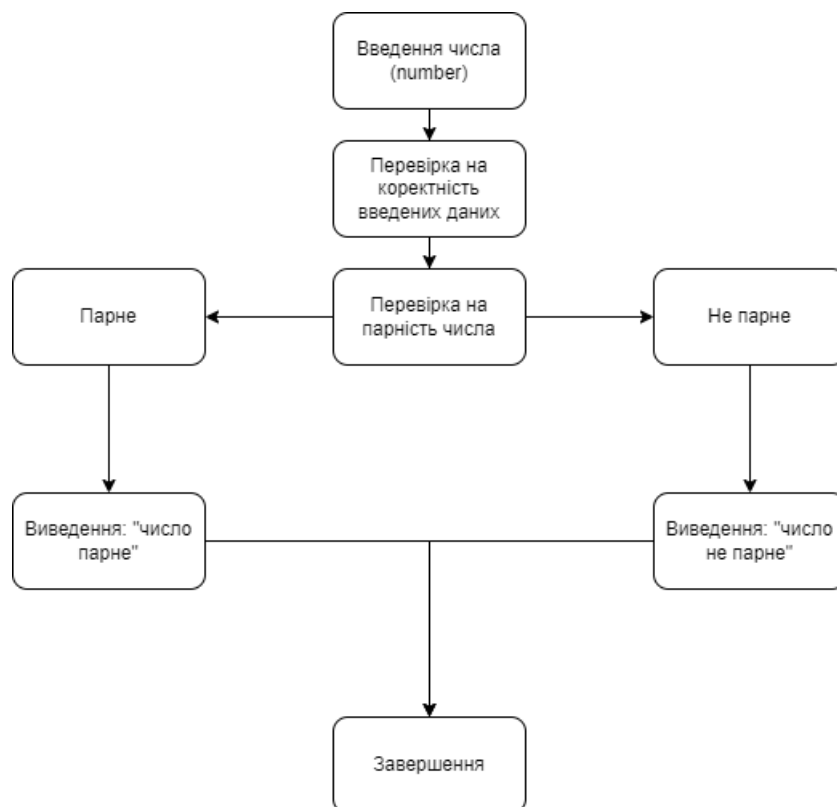 Введення числа
(number)
Перевірка на
коректність
введених даних
Парне
Перевірка на
парність числа
Не парне
Виведення: "число
парне"
Виведення: "число
не парне"
Завершення